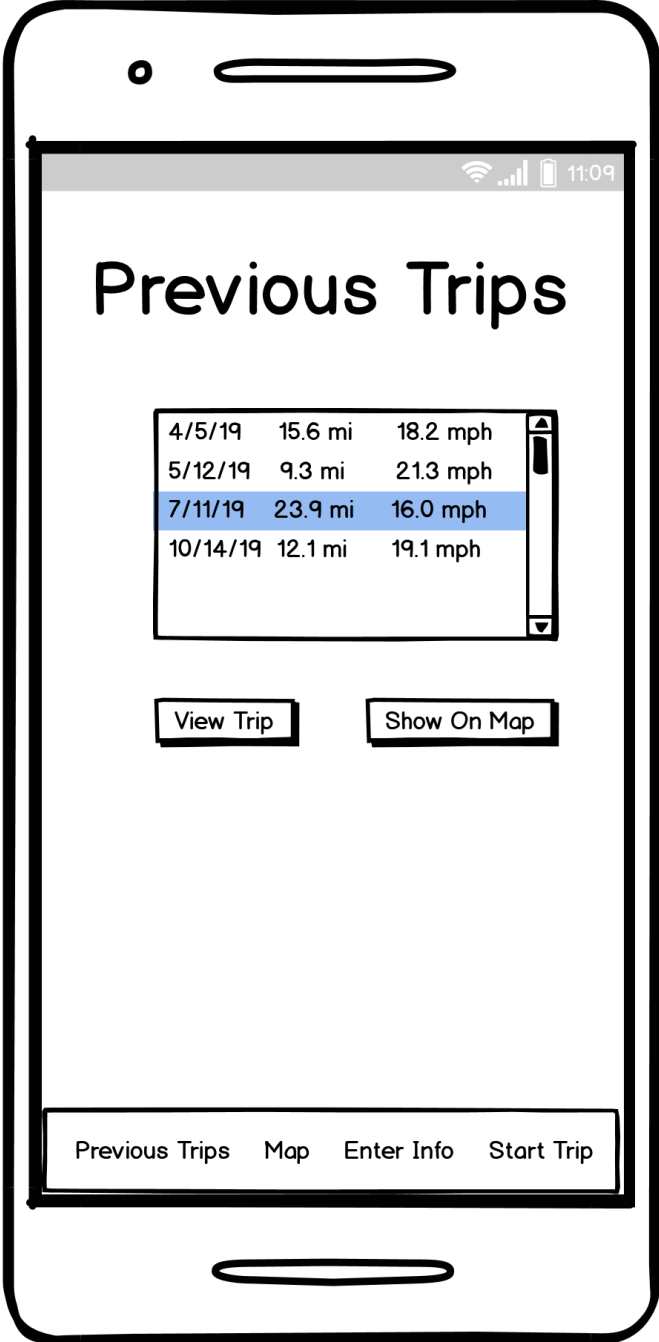 11:09
Previous Trips
4/5/19 15.6 mi 18.2 mph
5/12/19 9.3 mi 21.3 mph
7/11/19 23.9 mi 16.0 mph
10/14/19 12.1 mi 19.1 mph
View Trip Show On Map
Previous Trips Map Enter Info Start Trip